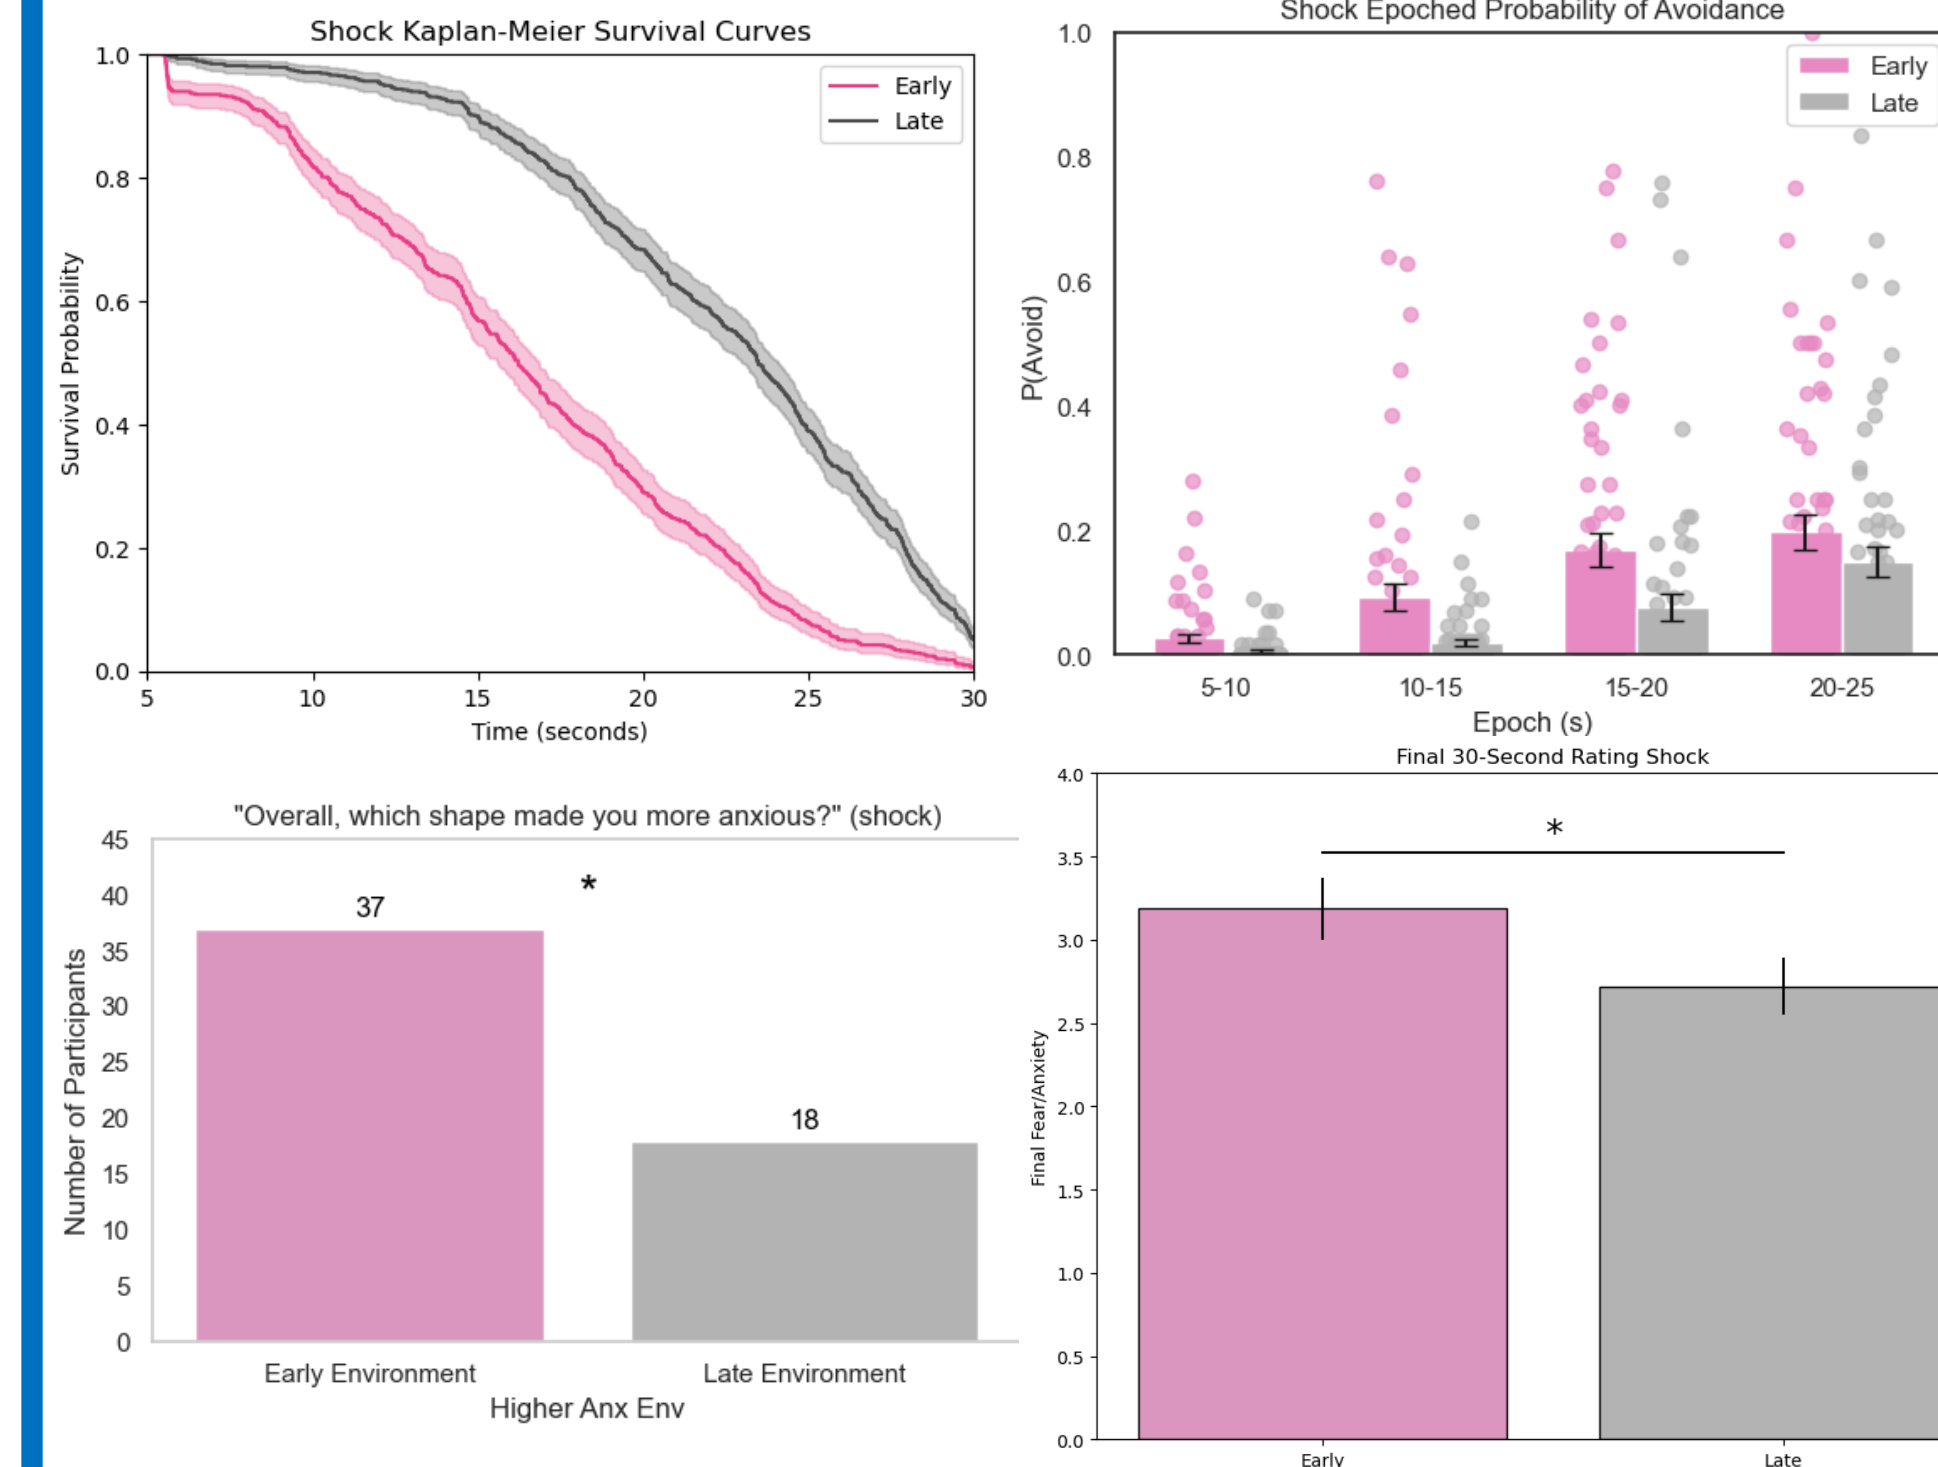 Shock Kaplan-Meier Survival Curves
1.0
0.8
0.6
0.4
0.2
0.0
Survival Probability
Early
Late
5
10
15
20
25
30
Time (seconds)
Shock Epoched Probability of Avoidance
1.0
0.8
0.6
0.4
0.2
0.0
P(Avoid)
Early
Late
5-10
10-15
15-20
20-25
Epoch (s)
"Overall, which shape made you more anxious?" (shock)
45
40
35
30
25
20
15
10
5
0
Number of Participants
37
*
18
Early Environment
Late Environment
Higher Anx Env
Final 30-Second Rating Shock
4.0
3.5
3.0
2.5
2.0
1.5
1.0
0.5
0.0
Final Fear/Anxiety
*
Early
Late